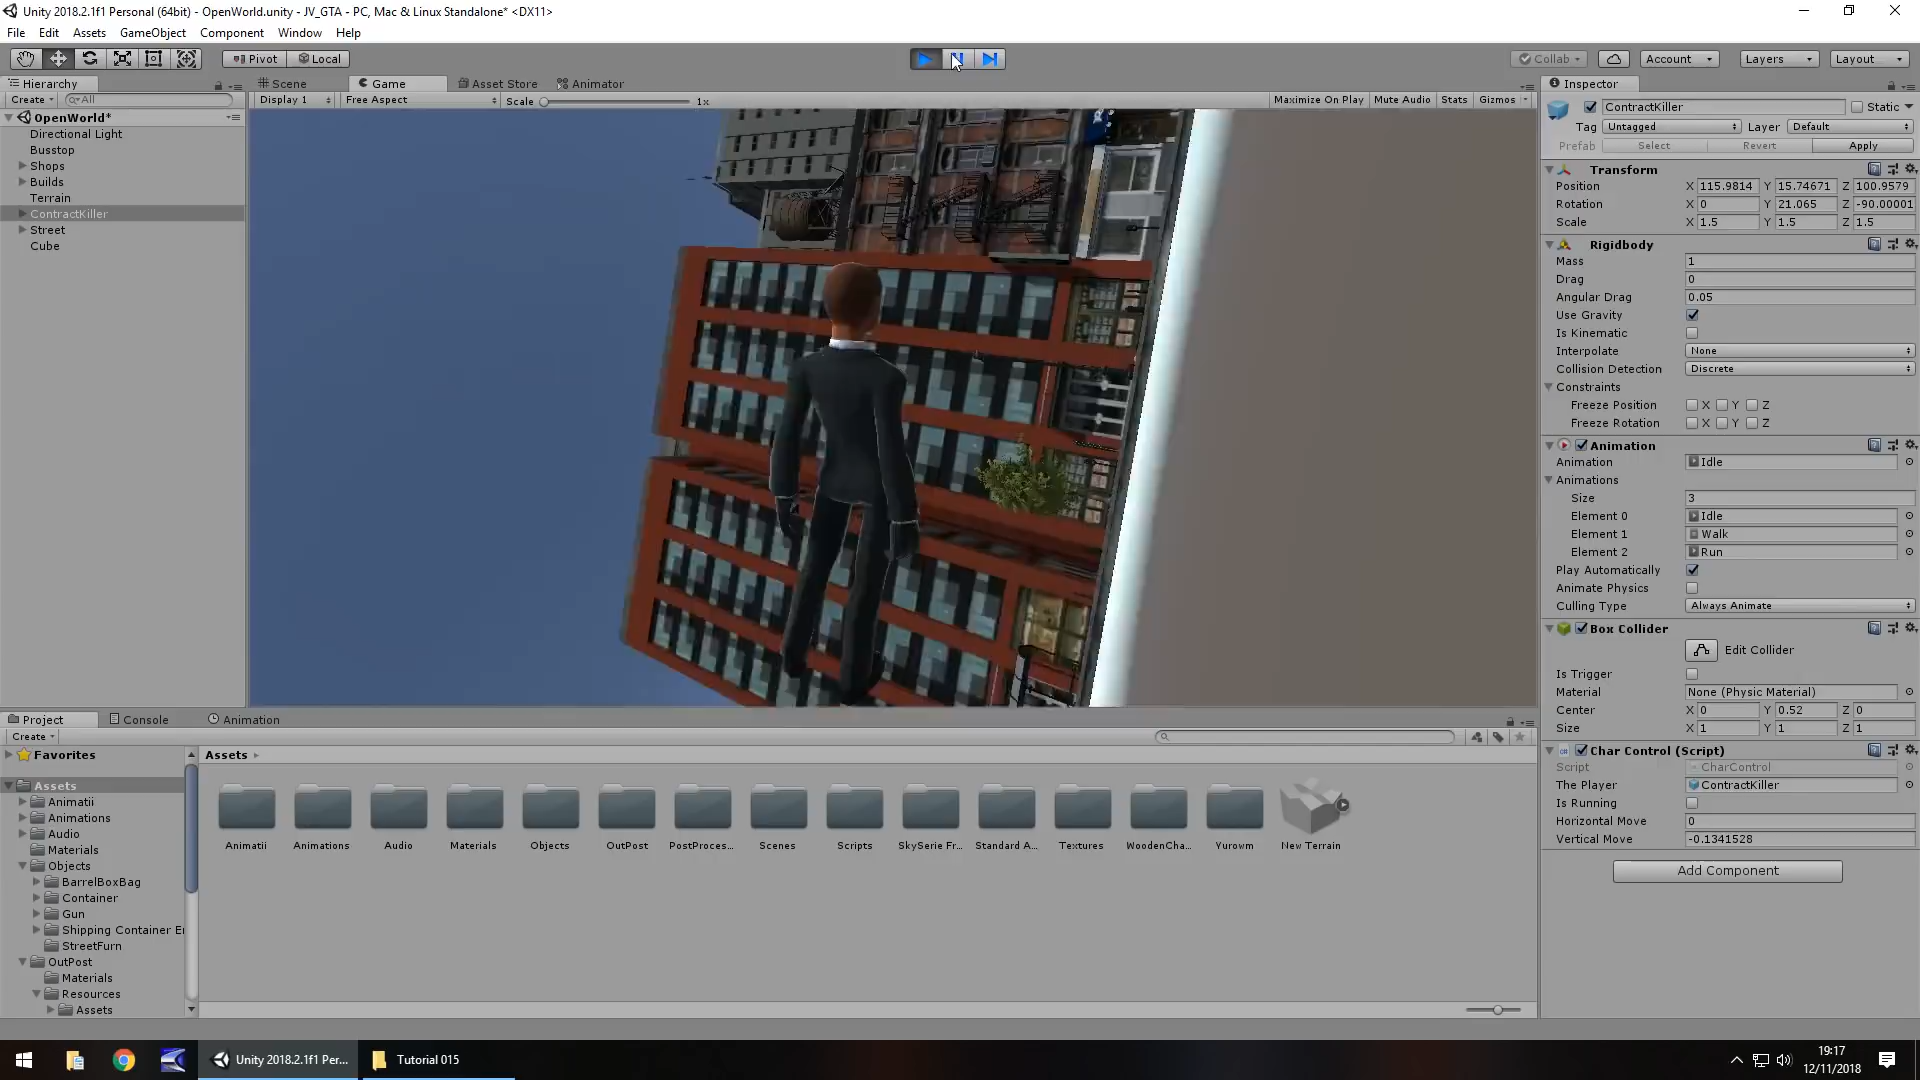 Unity 2018.2.1f1 Personal (64bit) - OpenWorld.unity - JV_GTA - PC, Mac & Linux Standalone* <DX11>
File Edit Assets GameObject Component Window Help
Pivot Local Collab Account Layers Layout
Hierarchy
Create All
OpenWorld*
Directional Light
Busstop
Shops
Builds
Terrain
ContractKiller
Street
Cube
Scene Game Asset Store Animator
Display 1 Free Aspect Scale 1x Maximize On Play Mute Audio Stats Gizmos
Inspector
ContractKiller Static
Tag Untagged Layer Default
Prefab Select Revert Apply
Transform
Position X 115.9814 Y 15.74671 Z 100.9579
Rotation X 0 Y 21.065 Z -90.00001
Scale X 1.5 Y 1.5 Z 1.5
Rigidbody
Mass 1
Drag 0
Angular Drag 0.05
Use Gravity
Is Kinematic
Interpolate None
Collision Detection Discrete
Constraints
Freeze Position X Y Z
Freeze Rotation X Y Z
Animation
Animation Idle
Animations
Size 3
Element 0 Idle
Element 1 Walk
Element 2 Run
Play Automatically
Animate Physics
Culling Type Always Animate
Box Collider
Edit Collider
Is Trigger
Material None (Physic Material)
Center X 0 Y 0.52 Z 0
Size X 1 Y 1 Z 1
Char Control (Script)
Script CharControl
The Player ContractKiller
Is Running
Horizontal Move 0
Vertical Move -0.1341528
Add Component
Project Console Animation
Create
Favorites
Assets
Animatii
Animations
Audio
Materials
Objects
BarrelBoxBag
Container
Gun
Shipping Container Er
StreetFurn
OutPost
Materials
Resources
Assets
Assets
Animatii Animations Audio Materials Objects OutPost PostProces... Scenes Scripts SkySerie Fr... Standard A... Textures WoodenCha... Yurowm New Terrain
Unity 2018.2.1f1 Per... Tutorial 015
19:17
12/11/2018